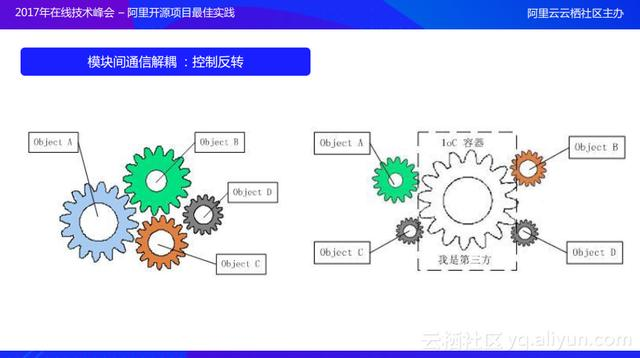 2017年在线技术峰会 – 阿里开源项目最佳实践
阿里云云栖社区主办
模块间通信解耦 ：控制反转
Object A
Object B
Object D
Object C
Object A
IoC 容器
Object B
Object C
我是第三方
Object D
云栖社区 yq.aliyun.com